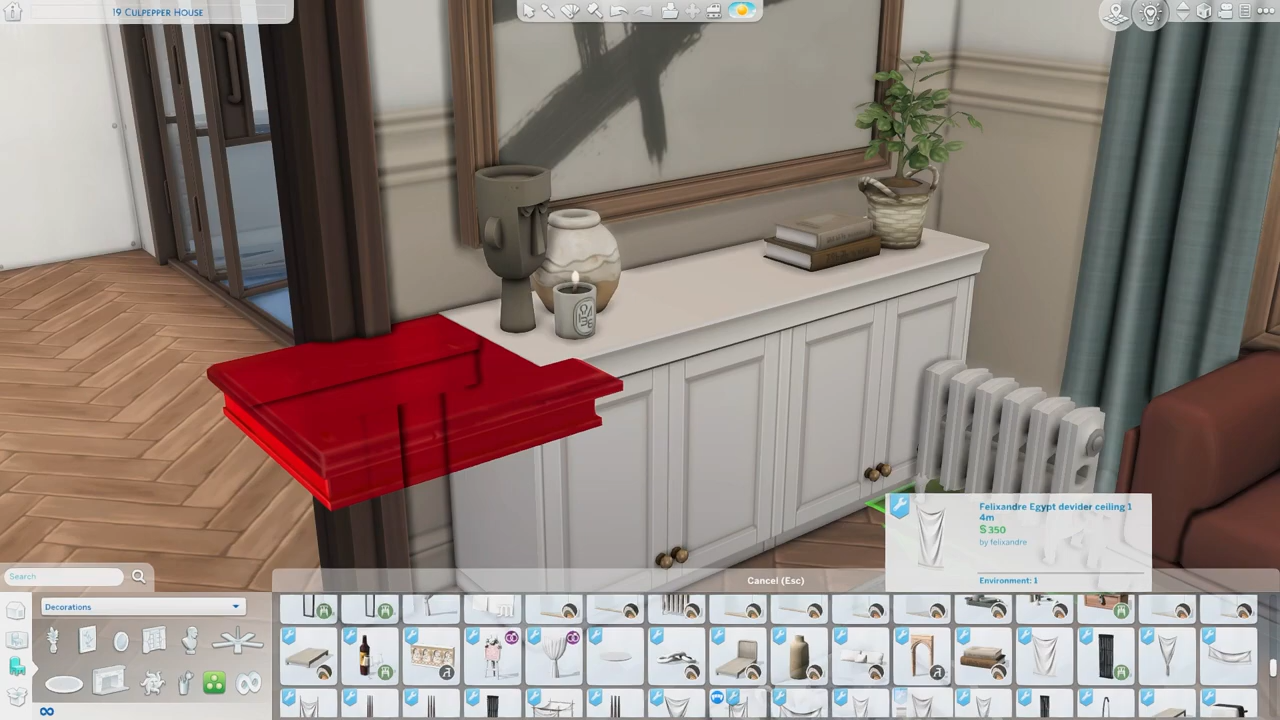 19 Culpepper House
Felixandre Egypt devider ceiling 1
4m
§350
by felixandre
Environment: 1
Cancel (Esc)
Search
Decorations